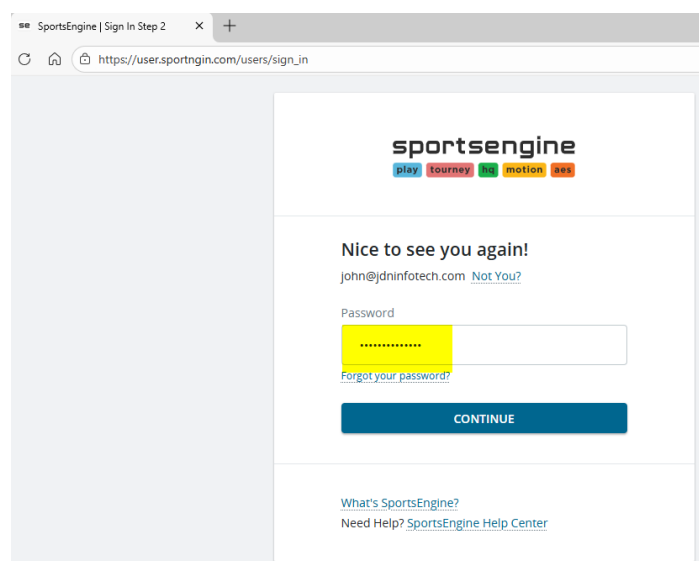 se SportsEngine | Sign In Step 2
https://user.sportngin.com/users/sign_in
sportsengine
play tourney hq motion aes
Nice to see you again!
john@jdninfotech.com Not You?
Password
••••••••••••••
Forgot your password?
CONTINUE
What's SportsEngine?
Need Help? SportsEngine Help Center